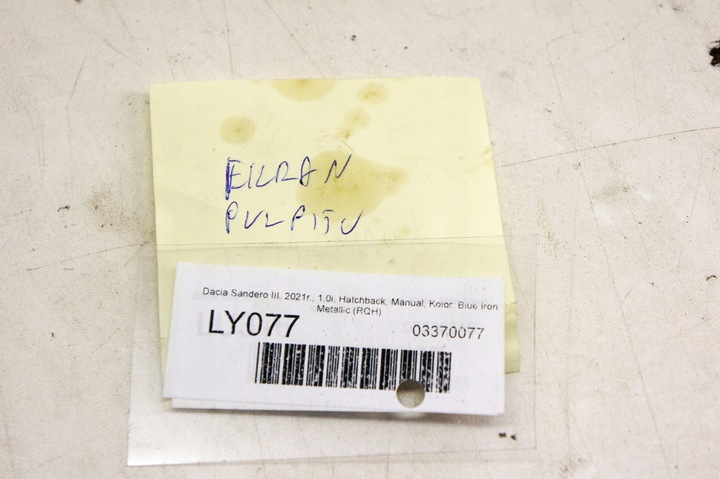 EKRAN
PULPITU
Dacia Sandero III, 2021r., 1.0i, Hatchback, Manual, Kolor: Blue Iron
Metallic (RQH)
LY077
03370077